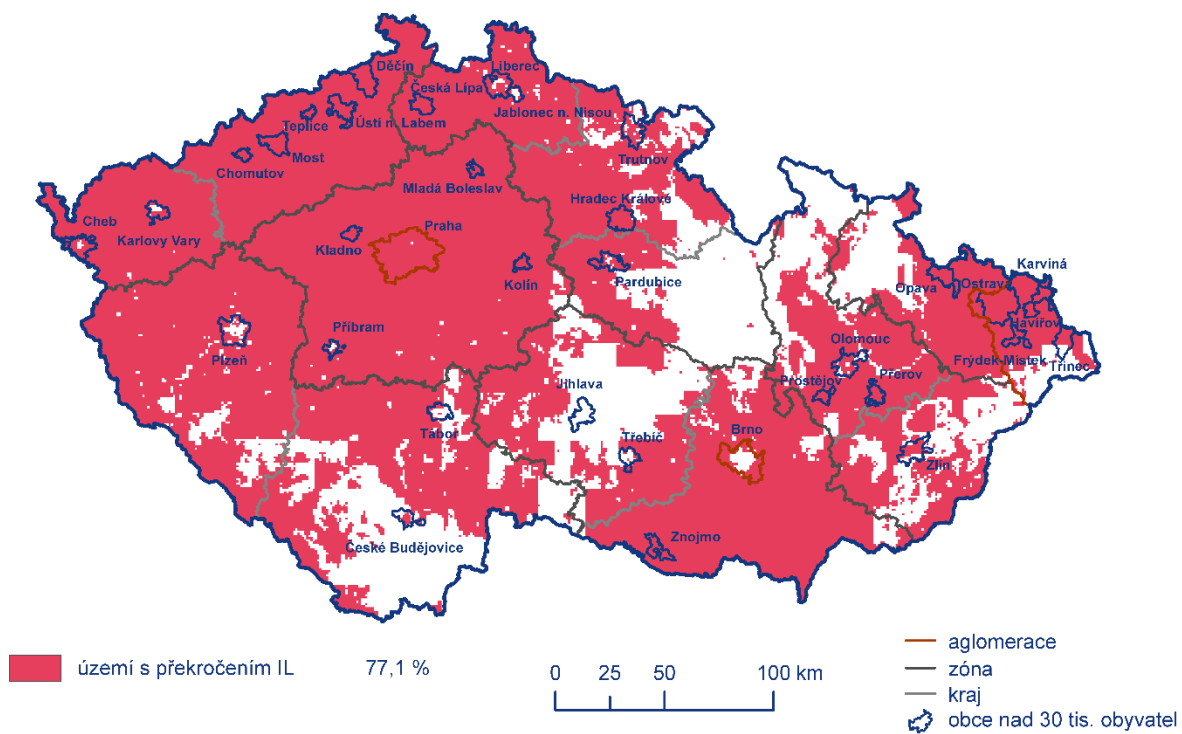 Děčín
Liberec
Česká Lípa
Jablonec n. Nisou
Teplice
Ústí n. Labem
Most
Chomutov
Trutnov
Mladá Boleslav
Hradec Králové
Cheb
Karlovy Vary
Kladno
Praha
Kolín
Pardubice
Karviná
Opava
Ostrava
Havířov
Příbram
Plzeň
Olomouc
Frýdek-Místek
Třinec
Prostějov
Přerov
Jihlava
Tábor
Třebíč
Brno
Zlín
České Budějovice
Znojmo
území s překročením IL 77,1 %
0 25 50 100 km
aglomerace
zóna
kraj
obce nad 30 tis. obyvatel